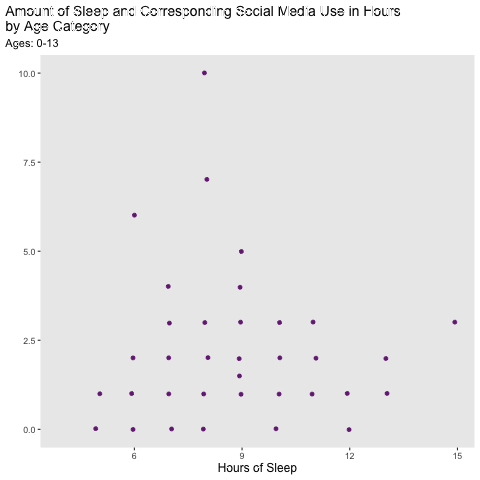 Amount of Sleep and Corresponding Social Media Use in Hours
by Age Category
Ages: 0-13
10.0
7.5
5.0
2.5
0.0
6 9 12 15
Hours of Sleep